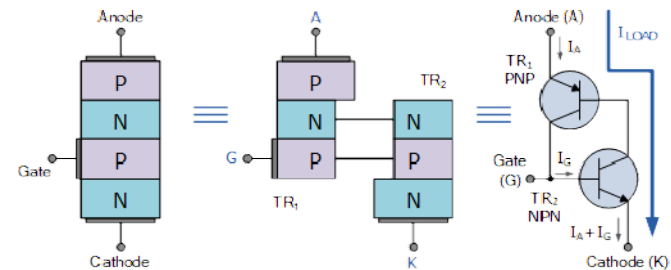 Anode
P
N
P
N
Gate
Cathode
A
P
N
P
G
TR1
TR2
N
P
N
K
Anode (A)
IA
ILOAD
TR1
PNP
Gate
(G)
IG
TR2
NPN
IA + IG
Cathode (K)